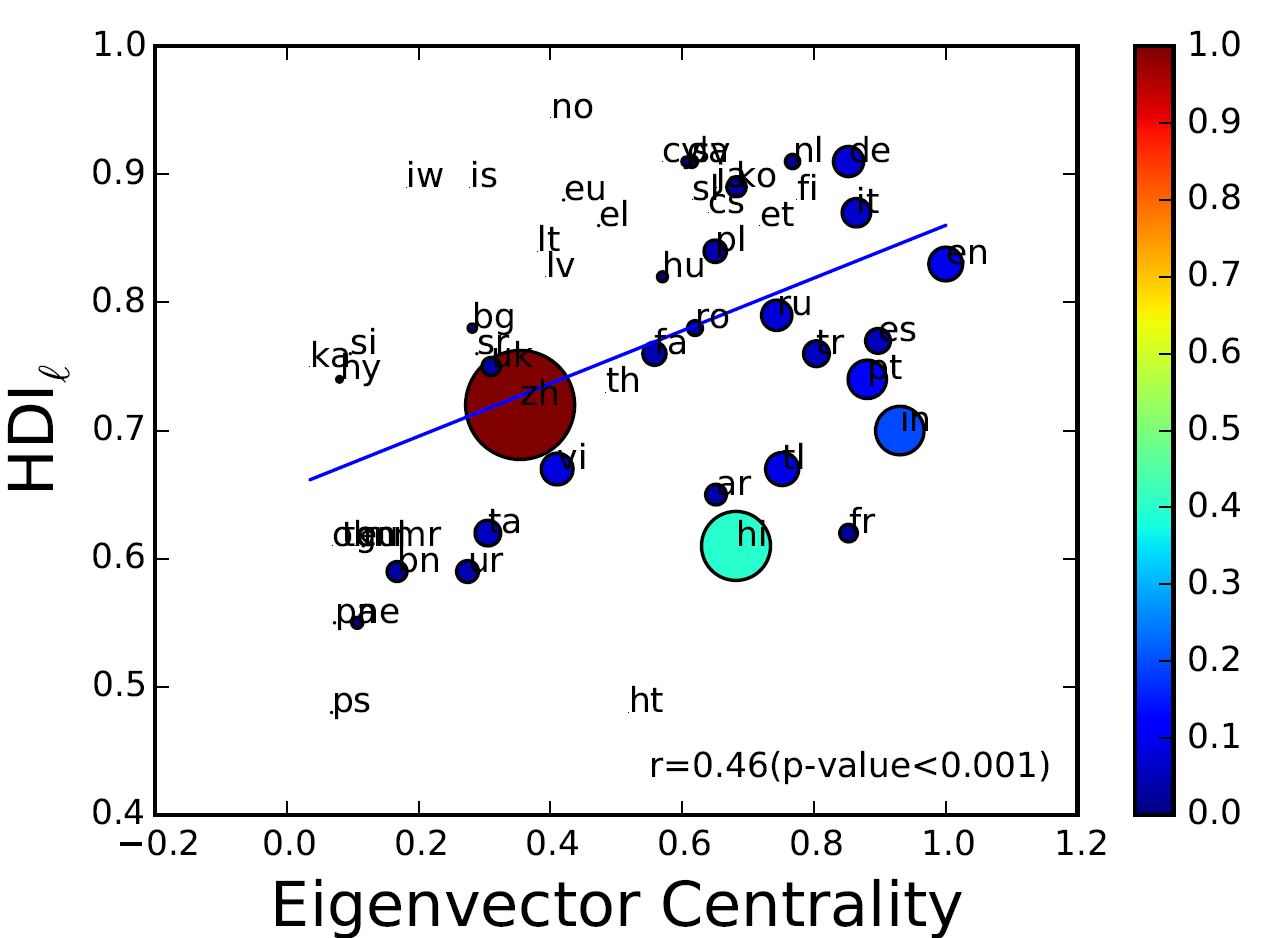 1.0
0.9
0.8
0.7
0.6
0.5
0.4
HDIℓ
no
iw
is
eu
el
lt
lv
nl
de
ko
sl
cs
fi
et
it
pl
hu
en
bg
si
ka
hy
sr
uk
ro
ru
fa
tr
es
pt
th
zh
in
vi
tl
ar
ta
hi
fr
mr
bn
ur
pa
ne
ps
ht
r=0.46(p-value<0.001)
−0.2
0.0
0.2
0.4
0.6
0.8
1.0
1.2
Eigenvector Centrality
1.0
0.9
0.8
0.7
0.6
0.5
0.4
0.3
0.2
0.1
0.0